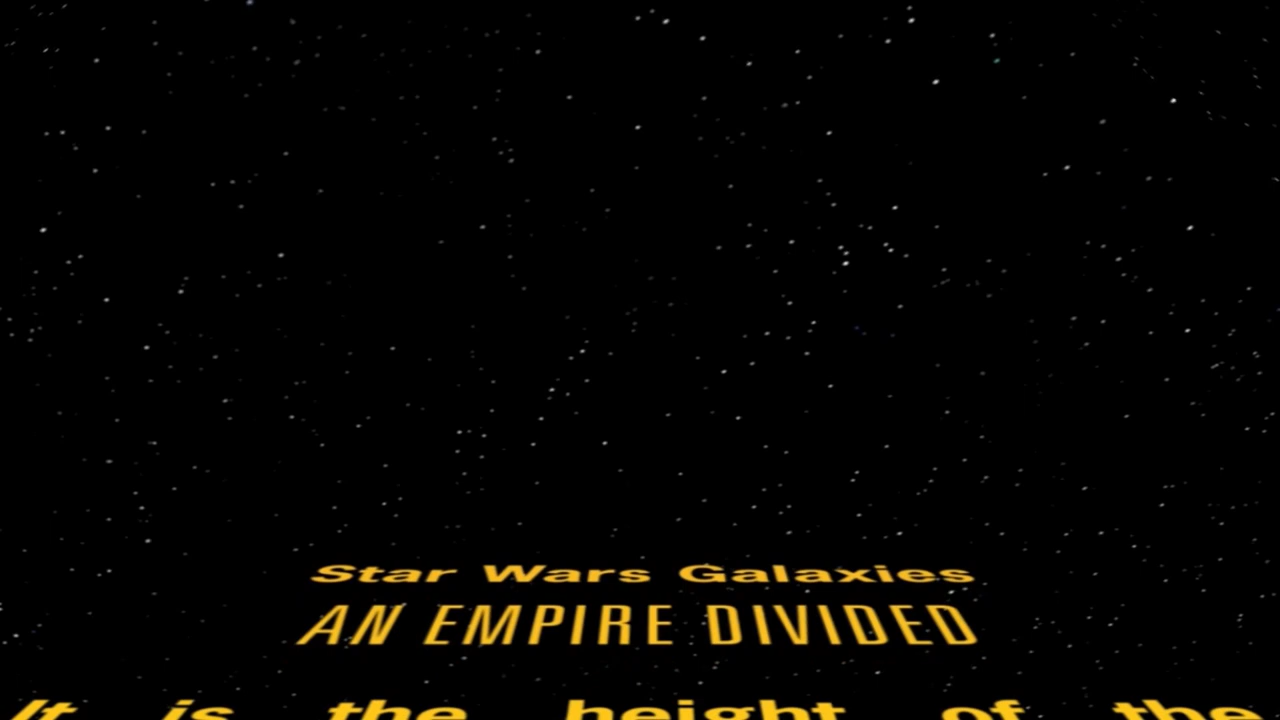 Star Wars Galaxies
AN EMPIRE DIVIDED
It is the height of the